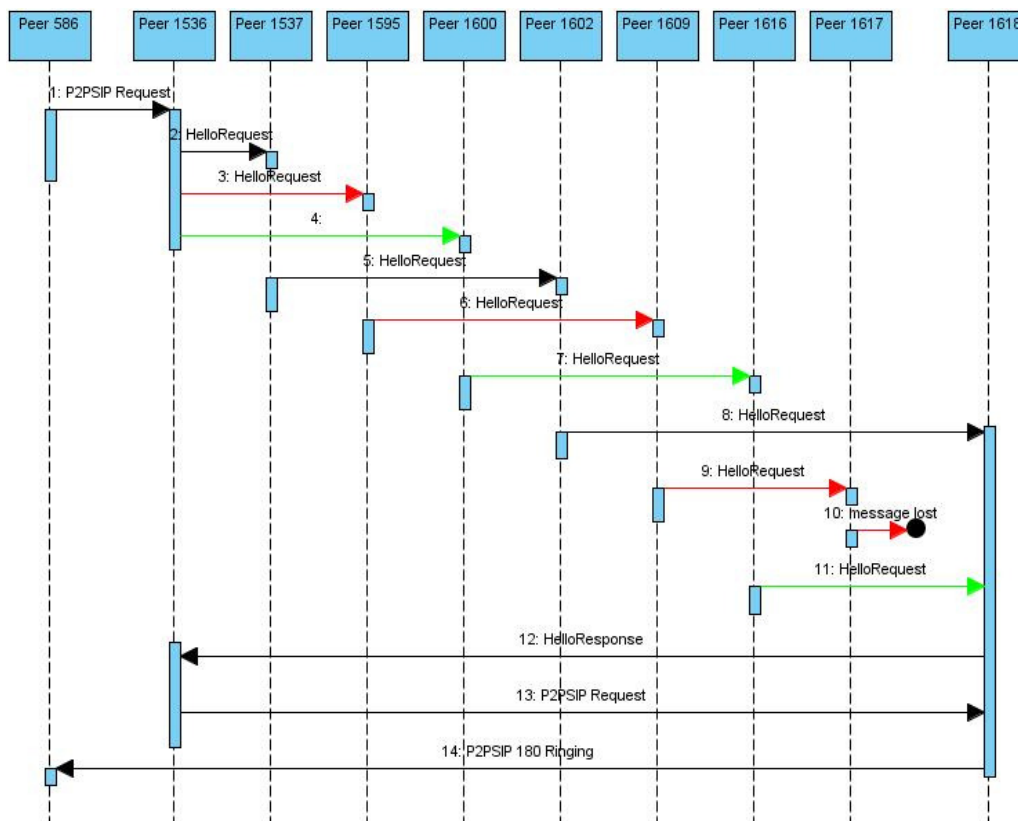 Peer 586
Peer 1536
Peer 1537
Peer 1595
Peer 1600
Peer 1602
Peer 1609
Peer 1616
Peer 1617
Peer 1618
1: P2PSIP Request
2: HelloRequest
3: HelloRequest
4:
5: HelloRequest
6: HelloRequest
7: HelloRequest
8: HelloRequest
9: HelloRequest
10: message lost
11: HelloRequest
12: HelloResponse
13: P2PSIP Request
14: P2PSIP 180 Ringing